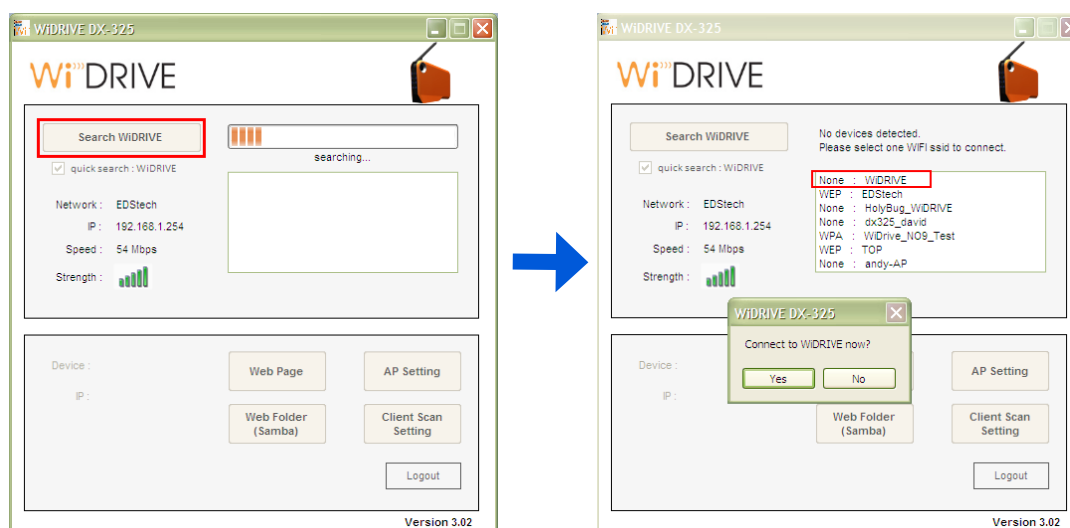 WiDRIVE DX-325
Wi DRIVE
Search WiDRIVE
searching...
quick search : WiDRIVE
Network : EDStech
IP : 192.168.1.254
Speed : 54 Mbps
Strength :
Device :
IP :
Web Page
AP Setting
Web Folder
(Samba)
Client Scan
Setting
Logout
Version 3.02
WiDRIVE DX-325
Wi DRIVE
Search WiDRIVE
No devices detected.
Please select one WIFI ssid to connect.
quick search : WiDRIVE
None : WiDRIVE
WEP : EDStech
None : HolyBug_WiDRIVE
None : dx325_david
WPA : WiDrive_NO9_Test
WEP : TOP
None : andy-AP
Network : EDStech
IP : 192.168.1.254
Speed : 54 Mbps
Strength :
WiDRIVE DX-325
Connect to WiDRIVE now?
Yes
No
Device :
IP :
AP Setting
Web Folder
(Samba)
Client Scan
Setting
Logout
Version 3.02